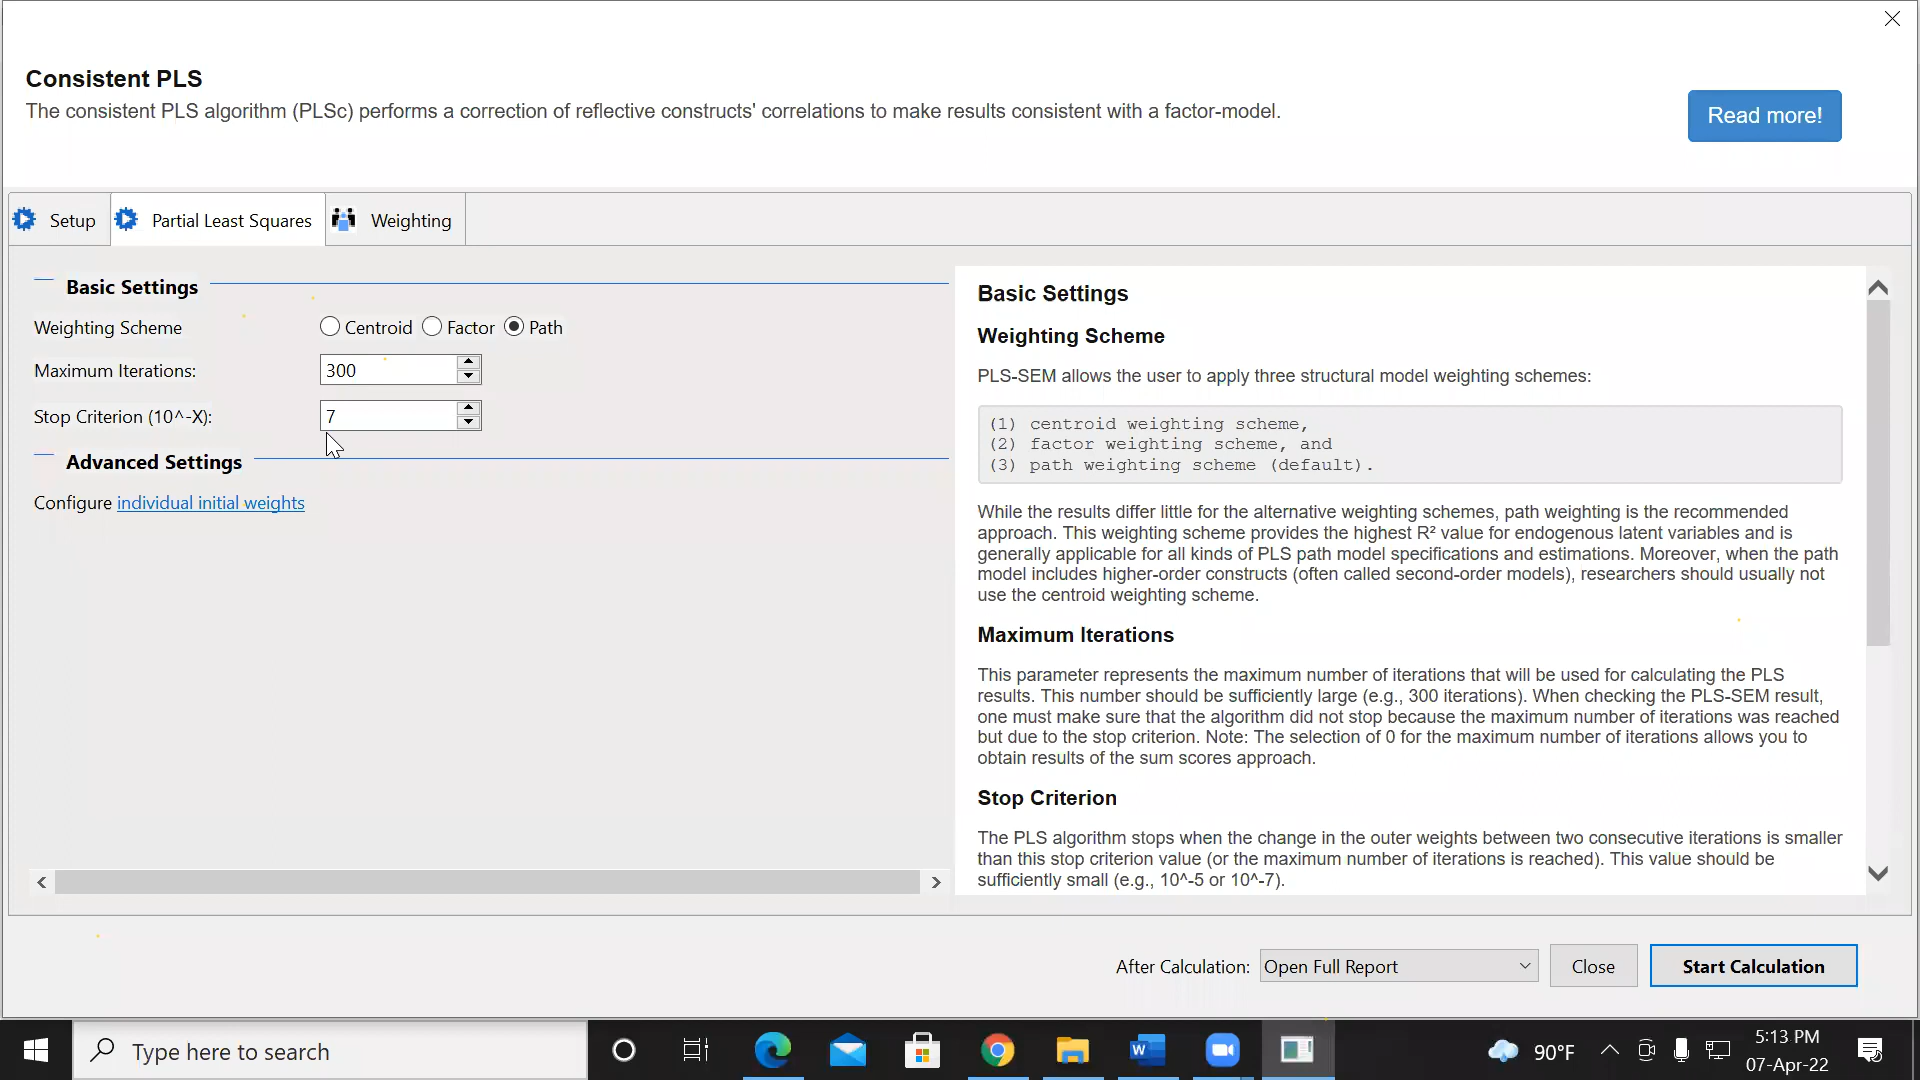 Consistent PLS
The consistent PLS algorithm (PLSc) performs a correction of reflective constructs' correlations to make results consistent with a factor-model.
Read more!
Setup
Partial Least Squares
Weighting
Basic Settings
Weighting Scheme
Centroid
Factor
Path
Maximum Iterations:
300
Stop Criterion (10^-X):
7
Advanced Settings
Configure individual initial weights
Basic Settings
Weighting Scheme
PLS-SEM allows the user to apply three structural model weighting schemes:
(1) centroid weighting scheme,
(2) factor weighting scheme, and
(3) path weighting scheme (default).
While the results differ little for the alternative weighting schemes, path weighting is the recommended
approach. This weighting scheme provides the highest R² value for endogenous latent variables and is
generally applicable for all kinds of PLS path model specifications and estimations. Moreover, when the path
model includes higher-order constructs (often called second-order models), researchers should usually not
use the centroid weighting scheme.
Maximum Iterations
This parameter represents the maximum number of iterations that will be used for calculating the PLS
results. This number should be sufficiently large (e.g., 300 iterations). When checking the PLS-SEM result,
one must make sure that the algorithm did not stop because the maximum number of iterations was reached
but due to the stop criterion. Note: The selection of 0 for the maximum number of iterations allows you to
obtain results of the sum scores approach.
Stop Criterion
The PLS algorithm stops when the change in the outer weights between two consecutive iterations is smaller
than this stop criterion value (or the maximum number of iterations is reached). This value should be
sufficiently small (e.g., 10^-5 or 10^-7).
After Calculation:
Open Full Report
Close
Start Calculation
Type here to search
90°F
5:13 PM
07-Apr-22